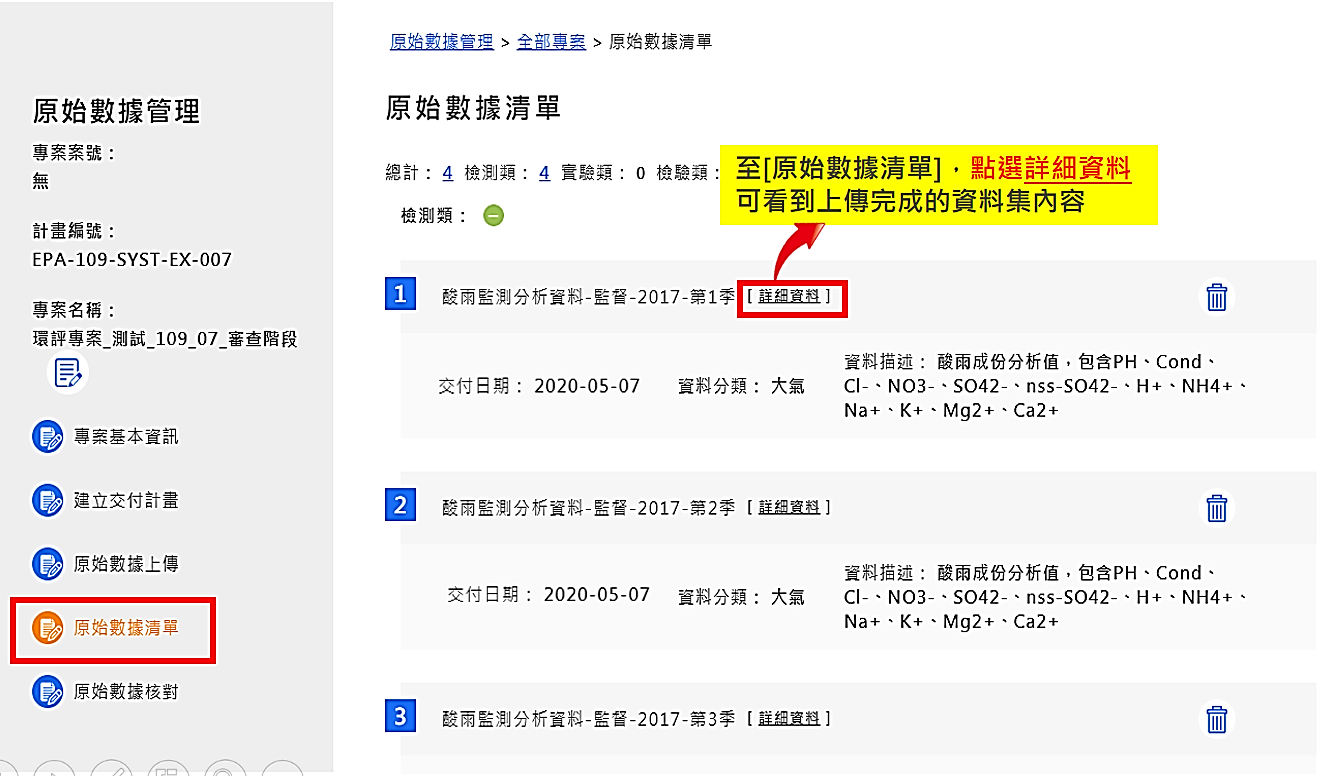 原始數據管理 > 全部專案 > 原始數據清單
原始數據管理
專案案號：
無
計畫編號：
EPA-109-SYST-EX-007
專案名稱：
環評專案_測試_109_07_審查階段
專案基本資訊
建立交付計畫
原始數據上傳
原始數據清單
原始數據核對
原始數據清單
總計： 4 檢測類： 4 實驗類： 0 檢驗類：
至[原始數據清單]，點選詳細資料
可看到上傳完成的資料集內容
檢測類：
1 酸雨監測分析資料-監督-2017-第1季 [ 詳細資料 ]
交付日期： 2020-05-07 資料分類： 大氣
資料描述： 酸雨成份分析值，包含PH、Cond、
Cl-、NO3-、SO42-、nss-SO42-、H+、NH4+、
Na+、K+、Mg2+、Ca2+
2 酸雨監測分析資料-監督-2017-第2季 [ 詳細資料 ]
交付日期： 2020-05-07 資料分類： 大氣
資料描述： 酸雨成份分析值，包含PH、Cond、
Cl-、NO3-、SO42-、nss-SO42-、H+、NH4+、
Na+、K+、Mg2+、Ca2+
3 酸雨監測分析資料-監督-2017-第3季 [ 詳細資料 ]